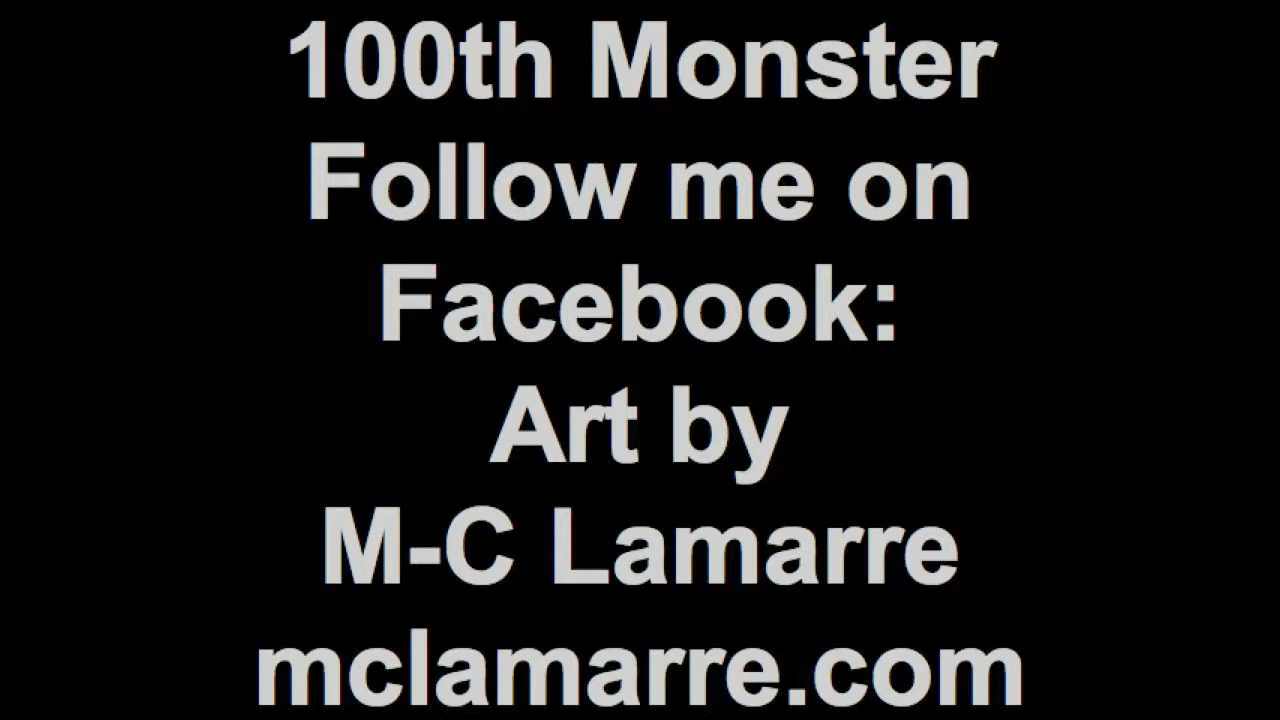 100th Monster
Follow me on
Facebook:
Art by
M-C Lamarre
mclamarre.com